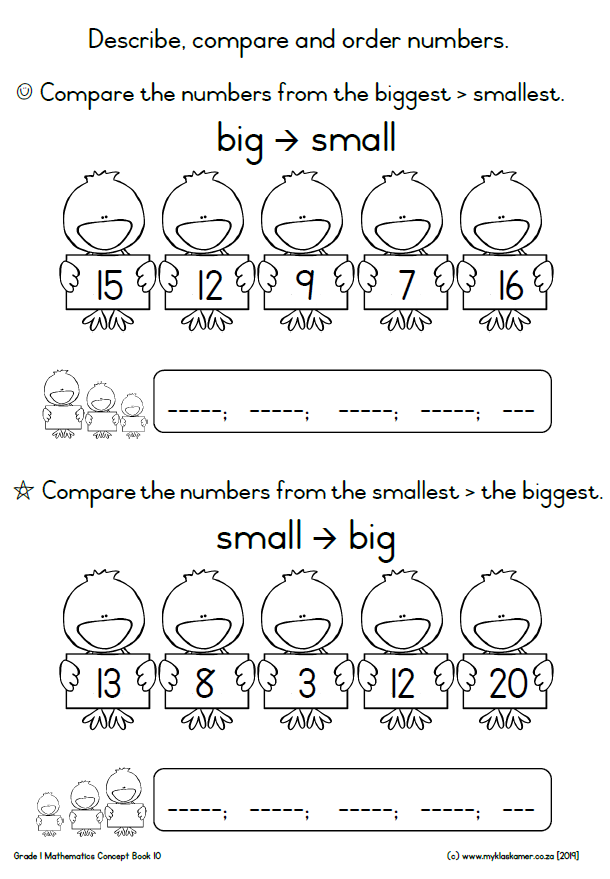 Describe, compare and order numbers.
Compare the numbers from the biggest > smallest.
big → small
15 12 9 7 16
-----; -----; -----; -----; ---
Compare the numbers from the smallest > the biggest.
small → big
13 8 3 12 20
-----; -----; -----; -----; ---
Grade 1 Mathematics Concept Book 10 (c) www.myklaskamer.co.za [2019]